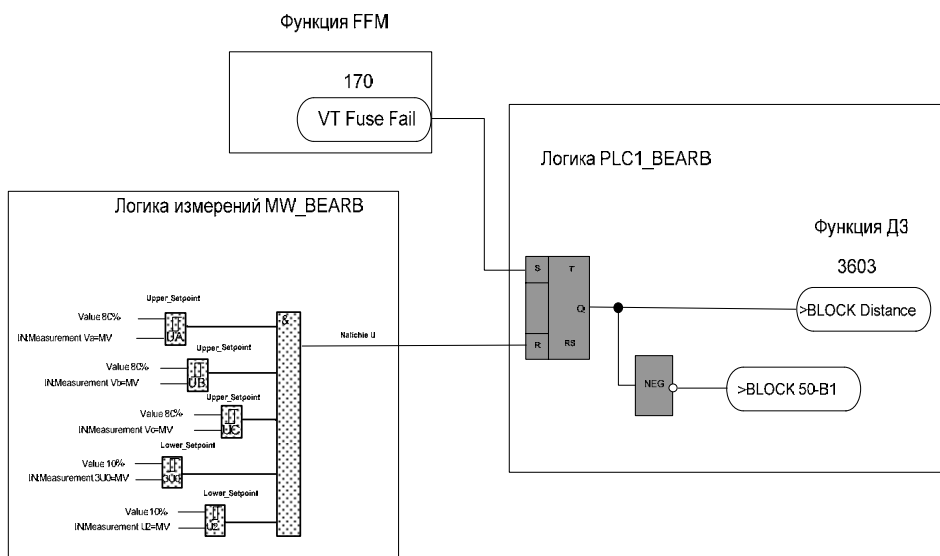 Функция FFM
170
VT Fuse Fail
Логика PLC1_BEARB
Логика измерений MW_BEARB
Функция ДЗ
3603
S T
>BLOCK Distance
Q
R RS
NEG
>BLOCK 50-B1
Upper_Setpoint
Value 80%
&
IN:Measurement Va=MV
UA
Nalichie U
Upper_Setpoint
Value 80%
IN:Measurement Vb=MV
UB
Upper_Setpoint
Value 80%
IN:Measurement Vc=MV
UC
Lower_Setpoint
Value 10%
IN:Measurement 3U0=MV
3U0
Lower_Setpoint
Value 10%
IN:Measurement U2=MV
U2